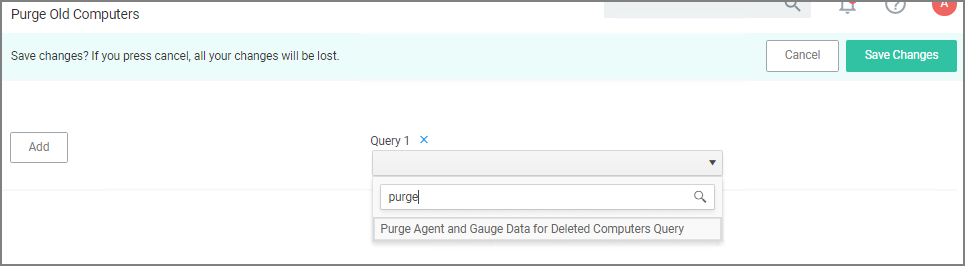 Purge Old Computers
A
Save changes? If you press cancel, all your changes will be lost.
Cancel
Save Changes
Add
Query 1 ✕
purge
Purge Agent and Gauge Data for Deleted Computers Query